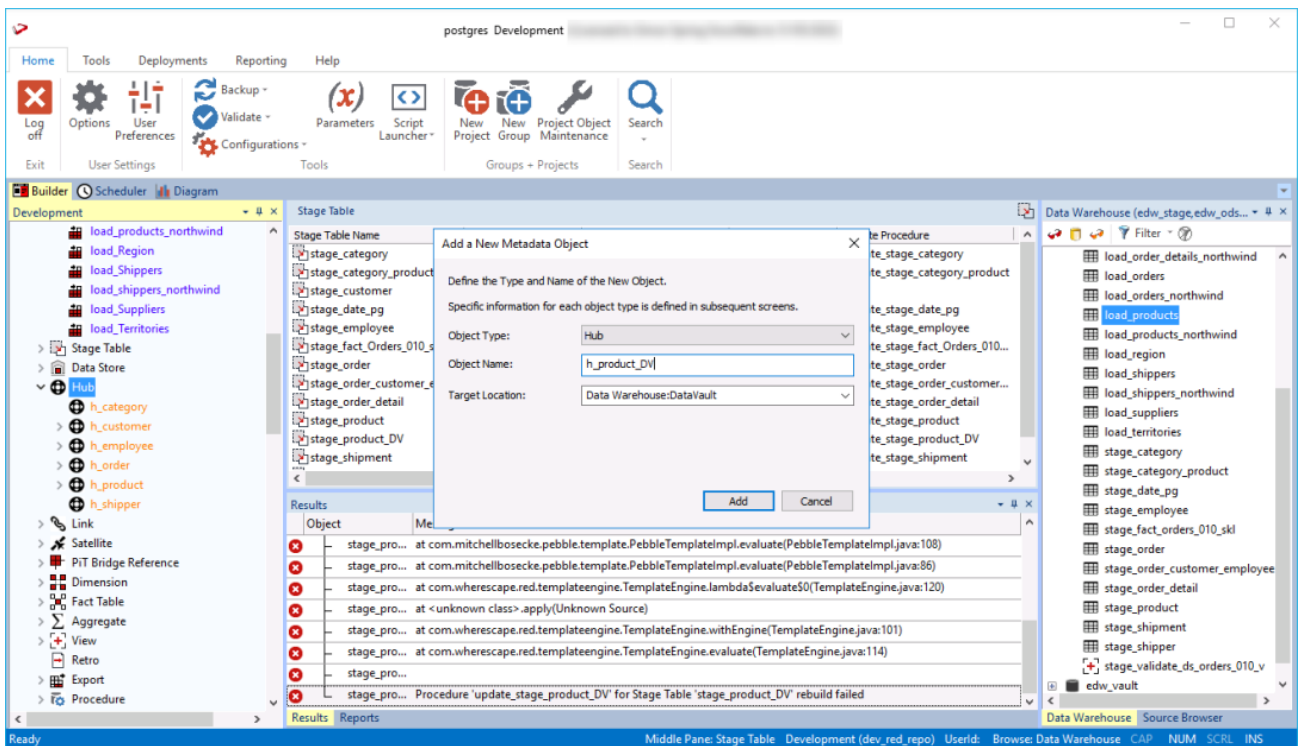 postgres Development
Home Tools Deployments Reporting Help
Log off
Options
User Preferences
Backup
Validate
Configurations
Parameters
Script Launcher
New Project
New Group
Project Object Maintenance
Search
Exit User Settings Tools Groups + Projects Search
Builder Scheduler Diagram
Development
load_products_northwind
load_Region
load_Shippers
load_shippers_northwind
load_Suppliers
load_Territories
Stage Table
Data Store
Hub
h_category
h_customer
h_employee
h_order
h_product
h_shipper
Link
Satellite
PiT Bridge Reference
Dimension
Fact Table
Aggregate
View
Retro
Export
Procedure
Stage Table
Stage Table Name te Procedure
stage_category te_stage_category
stage_category_product te_stage_category_product
stage_customer
stage_date_pg te_stage_date_pg
stage_employee te_stage_employee
stage_fact_Orders_010_s te_stage_fact_Orders_010...
stage_order te_stage_order
stage_order_customer_e te_stage_order_customer...
stage_order_detail te_stage_order_detail
stage_product te_stage_product
stage_product_DV te_stage_product_DV
stage_shipment te_stage_shipment
Add a New Metadata Object
Define the Type and Name of the New Object.
Specific information for each object type is defined in subsequent screens.
Object Type: Hub
Object Name: h_product_DV
Target Location: Data Warehouse:DataVault
Add Cancel
Results
Object Me
stage_pro... at com.mitchellbosecke.pebble.template.PebbleTemplateImpl.evaluate(PebbleTemplateImpl.java:108)
stage_pro... at com.mitchellbosecke.pebble.template.PebbleTemplateImpl.evaluate(PebbleTemplateImpl.java:86)
stage_pro... at com.wherescape.red.templateengine.TemplateEngine.lambda$evaluate$0(TemplateEngine.java:120)
stage_pro... at <unknown class>.apply(Unknown Source)
stage_pro... at com.wherescape.red.templateengine.TemplateEngine.withEngine(TemplateEngine.java:101)
stage_pro... at com.wherescape.red.templateengine.TemplateEngine.evaluate(TemplateEngine.java:114)
stage_pro...
stage_pro... Procedure 'update_stage_product_DV' for Stage Table 'stage_product_DV' rebuild failed
Results Reports
Data Warehouse (edw_stage,edw_ods...
Filter
load_order_details_northwind
load_orders
load_orders_northwind
load_products
load_products_northwind
load_region
load_shippers
load_shippers_northwind
load_suppliers
load_territories
stage_category
stage_category_product
stage_date_pg
stage_employee
stage_fact_orders_010_skl
stage_order
stage_order_customer_employee
stage_order_detail
stage_product
stage_shipment
stage_shipper
stage_validate_ds_orders_010_v
edw_vault
Data Warehouse Source Browser
Ready Middle Pane: Stage Table Development (dev_red_repo) UserId: Browse: Data Warehouse CAP NUM SCRL INS